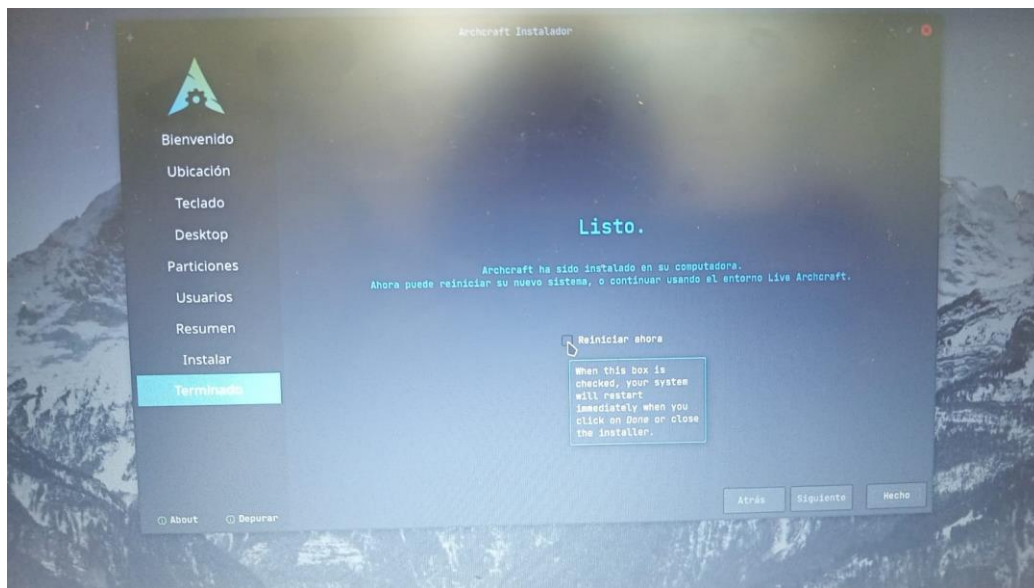 Archcraft Instalador
Bienvenido
Ubicación
Teclado
Desktop
Particiones
Usuarios
Resumen
Instalar
Terminado
Listo.
Archcraft ha sido instalado en su computadora.
Ahora puede reiniciar su nuevo sistema, o continuar usando el entorno Live Archcraft.
Reiniciar ahora
When this box is
checked, your system
will restart
immediately when you
click on Done or close
the installer.
Atrás
Siguiente
Hecho
About
Depurar